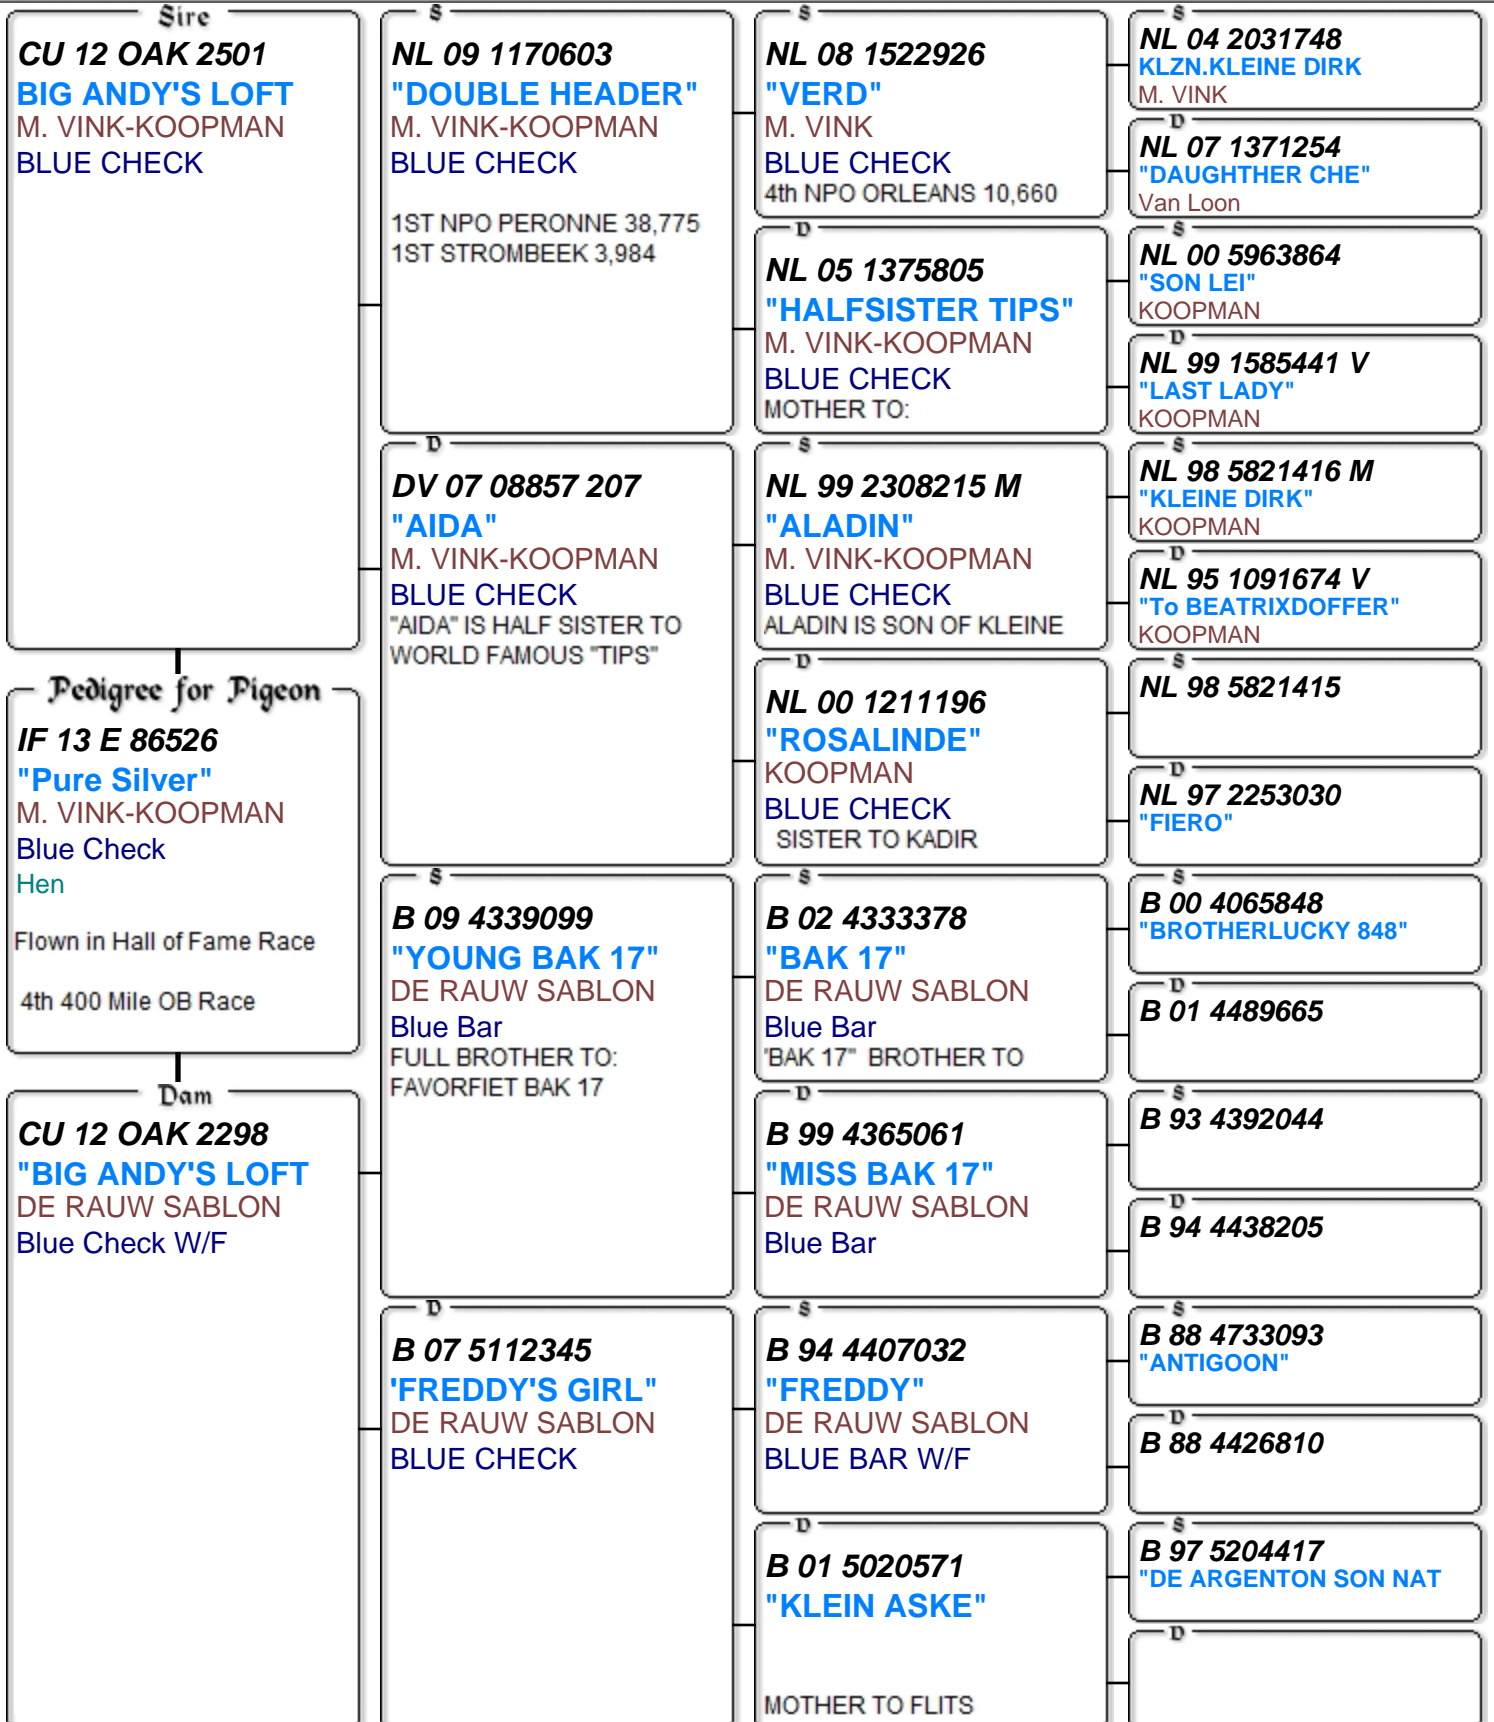 Sire
CU 12 OAK 2501
BIG ANDY'S LOFT
M. VINK-KOOPMAN
BLUE CHECK
Pedigree for Pigeon
IF 13 E 86526
"Pure Silver"
M. VINK-KOOPMAN
Blue Check
Hen
Flown in Hall of Fame Race
4th 400 Mile OB Race
Dam
CU 12 OAK 2298
"BIG ANDY'S LOFT
DE RAUW SABLON
Blue Check W/F
S
NL 09 1170603
"DOUBLE HEADER"
M. VINK-KOOPMAN
BLUE CHECK
1ST NPO PERONNE 38,775
1ST STROMBEEK 3,984
D
DV 07 08857 207
"AIDA"
M. VINK-KOOPMAN
BLUE CHECK
"AIDA" IS HALF SISTER TO
WORLD FAMOUS "TIPS"
S
B 09 4339099
"YOUNG BAK 17"
DE RAUW SABLON
Blue Bar
FULL BROTHER TO:
FAVORFIET BAK 17
D
B 07 5112345
'FREDDY'S GIRL"
DE RAUW SABLON
BLUE CHECK
S
NL 08 1522926
"VERD"
M. VINK
BLUE CHECK
4th NPO ORLEANS 10,660
D
NL 05 1375805
"HALFSISTER TIPS"
M. VINK-KOOPMAN
BLUE CHECK
MOTHER TO:
S
NL 99 2308215 M
"ALADIN"
M. VINK-KOOPMAN
BLUE CHECK
ALADIN IS SON OF KLEINE
D
NL 00 1211196
"ROSALINDE"
KOOPMAN
BLUE CHECK
SISTER TO KADIR
S
B 02 4333378
"BAK 17"
DE RAUW SABLON
Blue Bar
"BAK 17" BROTHER TO
D
B 99 4365061
"MISS BAK 17"
DE RAUW SABLON
Blue Bar
S
B 94 4407032
"FREDDY"
DE RAUW SABLON
BLUE BAR W/F
D
B 01 5020571
"KLEIN ASKE"
MOTHER TO FLITS
S
NL 04 2031748
KLZN.KLEINE DIRK
M. VINK
D
NL 07 1371254
"DAUGHTHER CHE"
Van Loon
S
NL 00 5963864
"SON LEI"
KOOPMAN
D
NL 99 1585441 V
"LAST LADY"
KOOPMAN
S
NL 98 5821416 M
"KLEINE DIRK"
KOOPMAN
D
NL 95 1091674 V
"To BEATRIXDOFFER"
KOOPMAN
S
NL 98 5821415
D
NL 97 2253030
"FIERO"
S
B 00 4065848
"BROTHERLUCKY 848"
D
B 01 4489665
S
B 93 4392044
D
B 94 4438205
S
B 88 4733093
"ANTIGOON"
D
B 88 4426810
S
B 97 5204417
"DE ARGENTON SON NAT
D